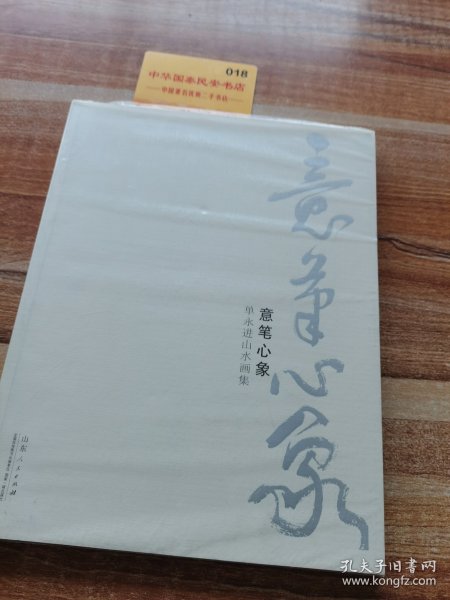 018
中华国泰民安书店
意笔心象
意笔心象
单永进山水画集
山东人民出版社
孔夫子旧书网
www.kongfz.com